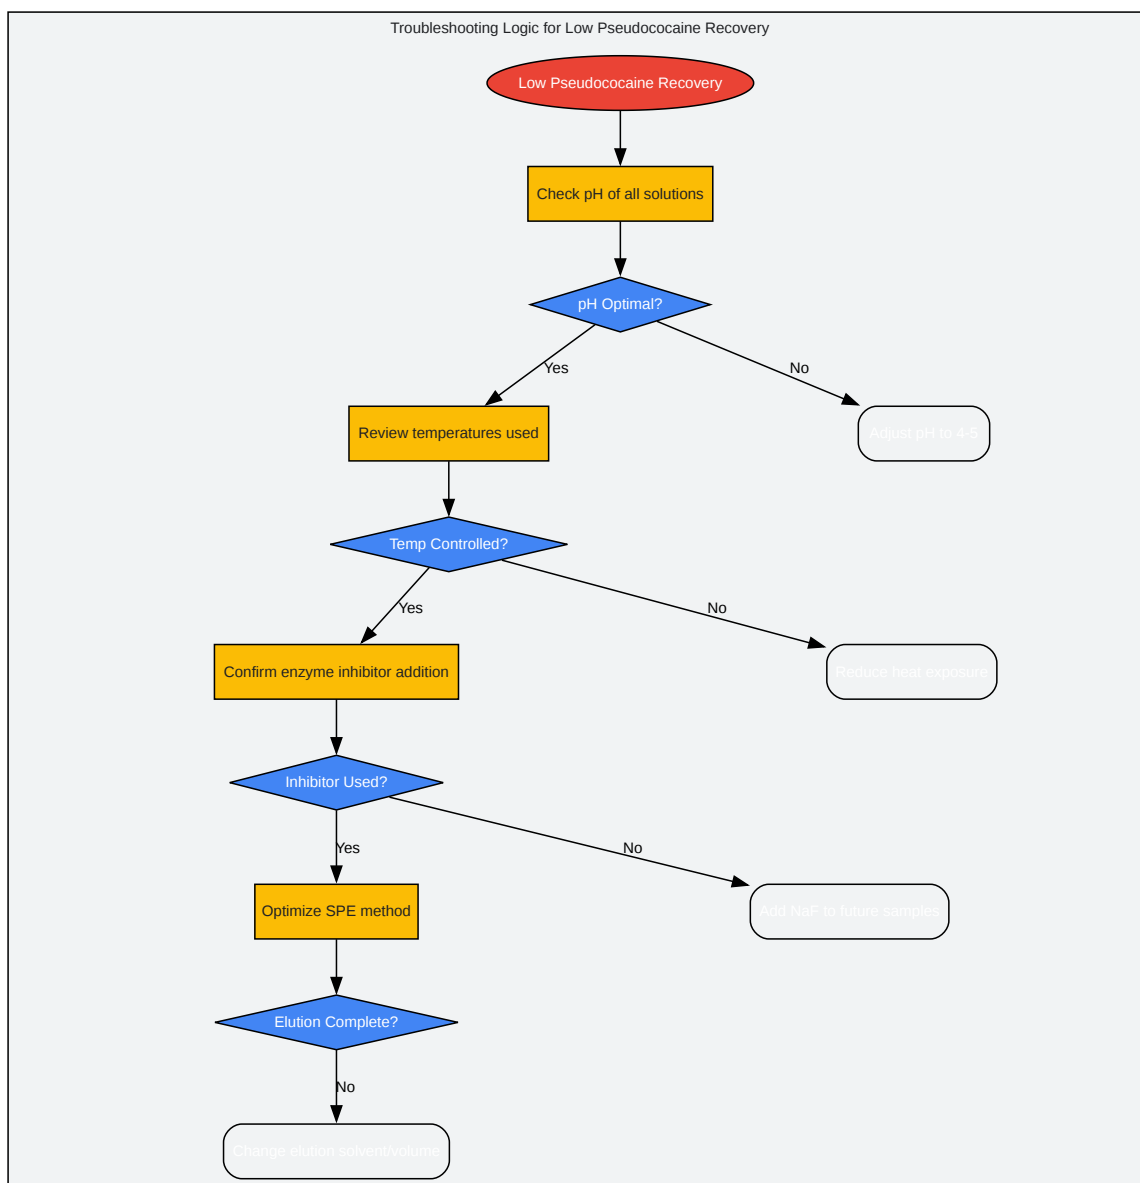 Troubleshooting Logic for Low Pseudococaine Recovery
Low Pseudococaine Recovery
Check pH of all solutions
pH Optimal?
Yes
No
Review temperatures used
Adjust pH to 4-5
Temp Controlled?
Yes
No
Confirm enzyme inhibitor addition
Reduce heat exposure
Inhibitor Used?
Yes
No
Optimize SPE method
Add NaF to future samples
Elution Complete?
No
Change elution solvent/volume